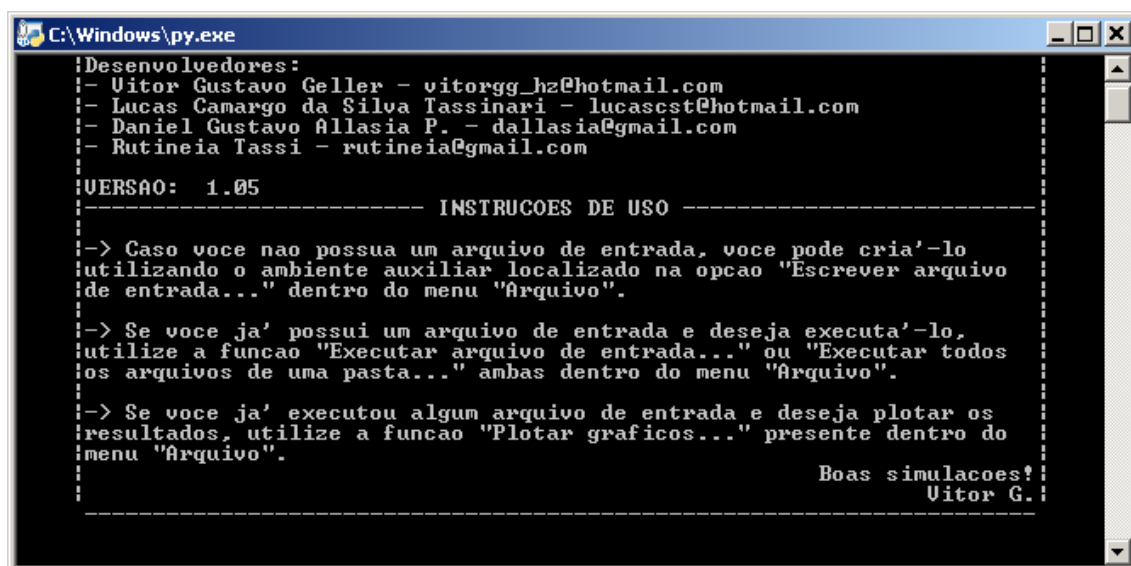 C:\Windows\py.exe
|Desenvolvedores:
|- Vitor Gustavo Geller - vitorgg_hz@hotmail.com
|- Lucas Camargo da Silva Tassinari - lucascst@hotmail.com
|- Daniel Gustavo Allasia P. - dallasia@gmail.com
|- Rutineia Tassi - rutineia@gmail.com
|VERSAO: 1.05
|------------------------- INSTRUCOES DE USO --------------------------|
|-> Caso voce nao possua um arquivo de entrada, voce pode cria'-lo
|utilizando o ambiente auxiliar localizado na opcao "Escrever arquivo
|de entrada..." dentro do menu "Arquivo".
|-> Se voce ja' possui um arquivo de entrada e deseja executa'-lo,
|utilize a funcao "Executar arquivo de entrada..." ou "Executar todos
|os arquivos de uma pasta..." ambas dentro do menu "Arquivo".
|-> Se voce ja' executou algum arquivo de entrada e deseja plotar os
|resultados, utilize a funcao "Plotar graficos..." presente dentro do
|menu "Arquivo".
Boas simulacoes!|
Vitor G.|